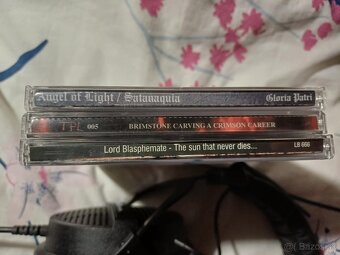 Angel of Light / Satanaquia Gloria Patri
TFL 005 BRIMSTONE CARVING A CRIMSON CAREER
Lord Blasphemate - The sun that never dies... LB 666